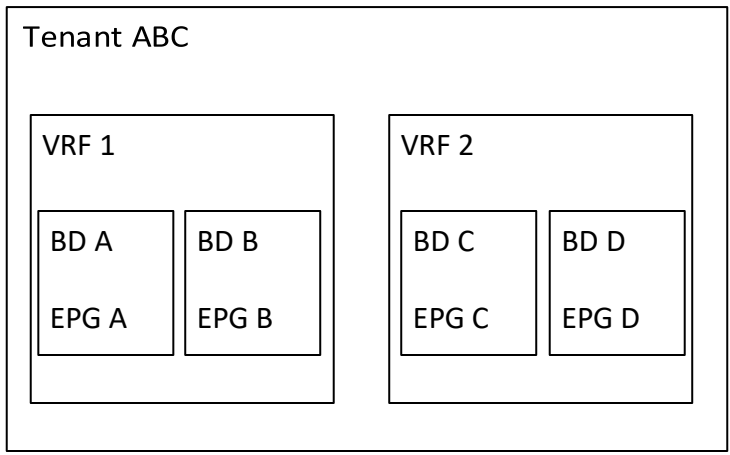 Tenant ABC
VRF 1
BD A
EPG A
BD B
EPG B
VRF 2
BD C
EPG C
BD D
EPG D